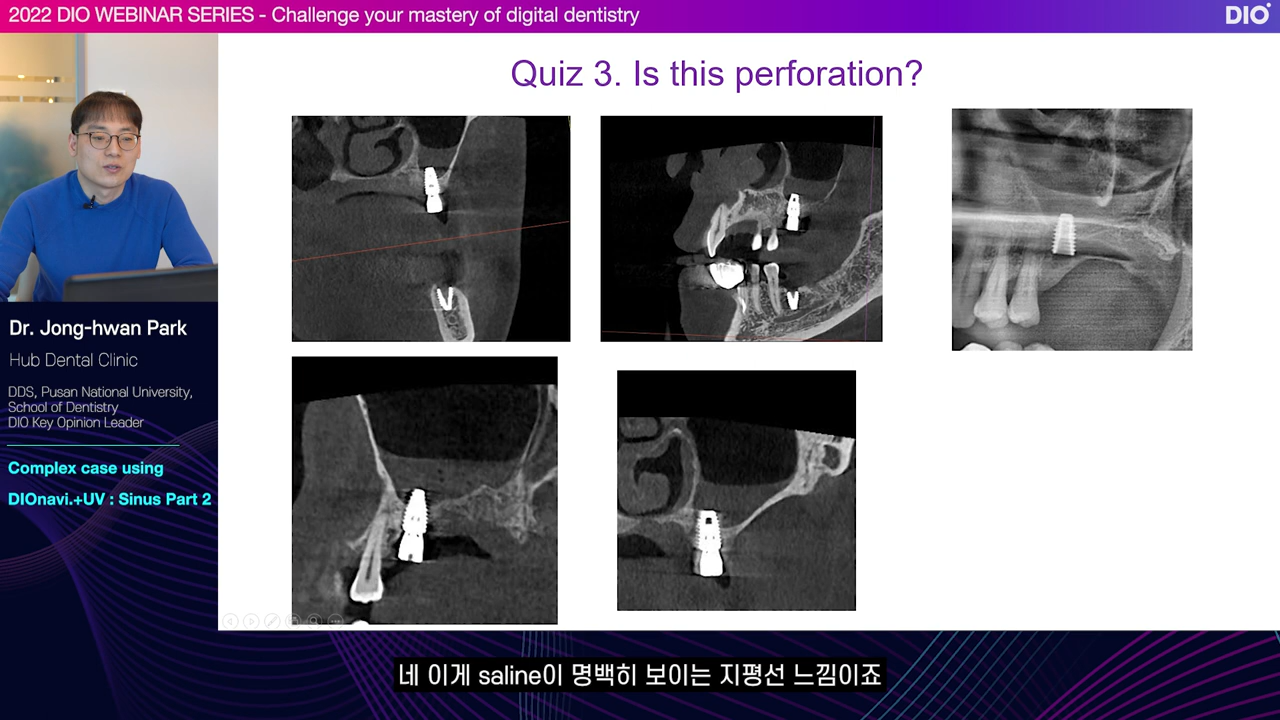 2022 DIO WEBINAR SERIES - Challenge your mastery of digital dentistry
DIO
Quiz 3. Is this perforation?
Dr. Jong-hwan Park
Hub Dental Clinic
DDS, Pusan National University,
School of Dentistry
DIO Key Opinion Leader
Complex case using
DIOnavi.+UV : Sinus Part 2
네 이게 saline이 명백히 보이는 지평선 느낌이죠